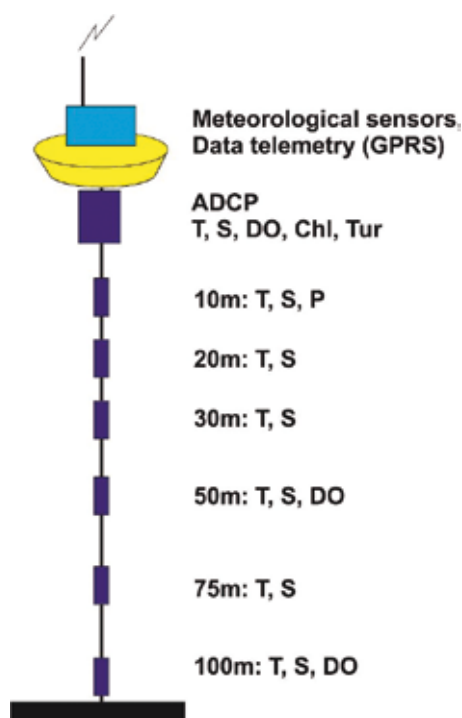 Meteorological sensors,
Data telemetry (GPRS)
ADCP
T, S, DO, Chl, Tur
10m: T, S, P
20m: T, S
30m: T, S
50m: T, S, DO
75m: T, S
100m: T, S, DO